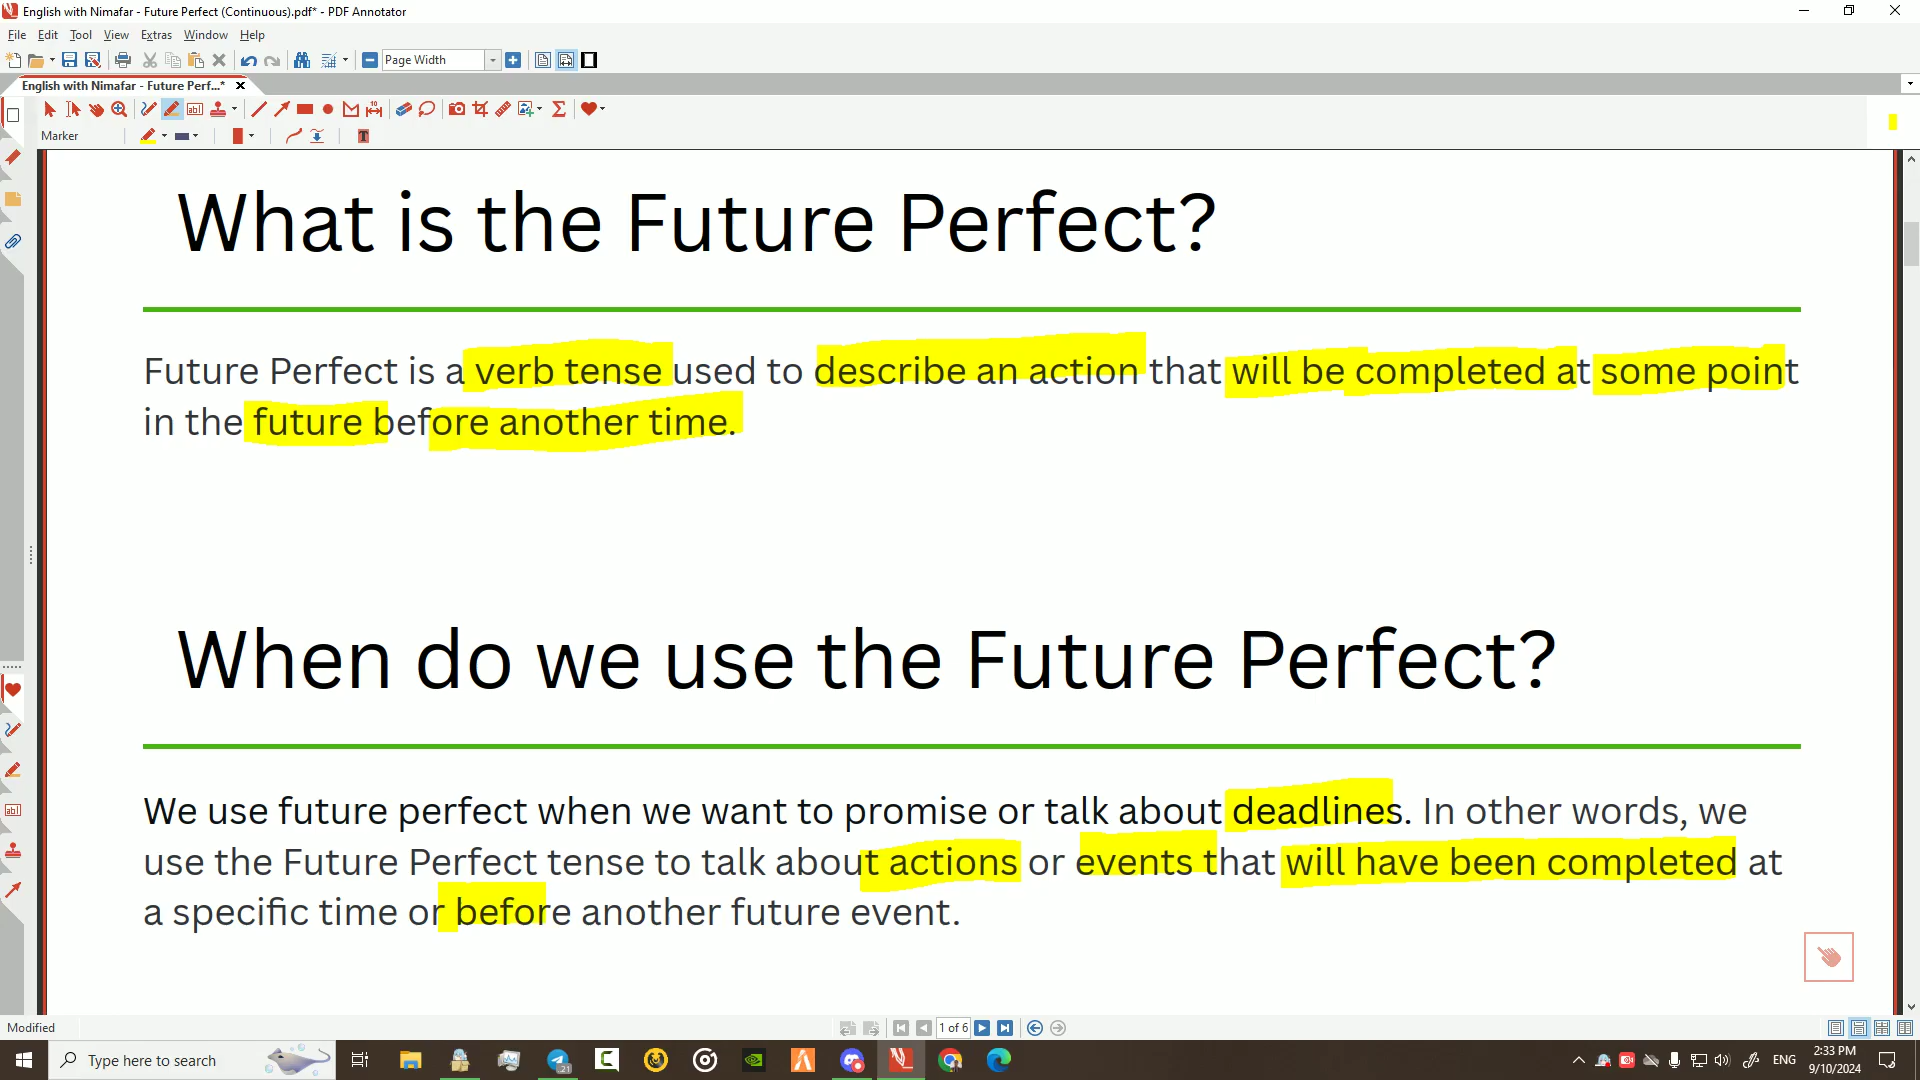 English with Nimafar - Future Perfect (Continuous).pdf* - PDF Annotator
File Edit Tool View Extras Window Help
Page Width
English with Nimafar - Future Perf...*
Marker
What is the Future Perfect?
Future Perfect is a verb tense used to describe an action that will be completed at some point
in the future before another time.
When do we use the Future Perfect?
We use future perfect when we want to promise or talk about deadlines. In other words, we
use the Future Perfect tense to talk about actions or events that will have been completed at
a specific time or before another future event.
Modified
1 of 6
Type here to search
21
ENG
2:33 PM
9/10/2024